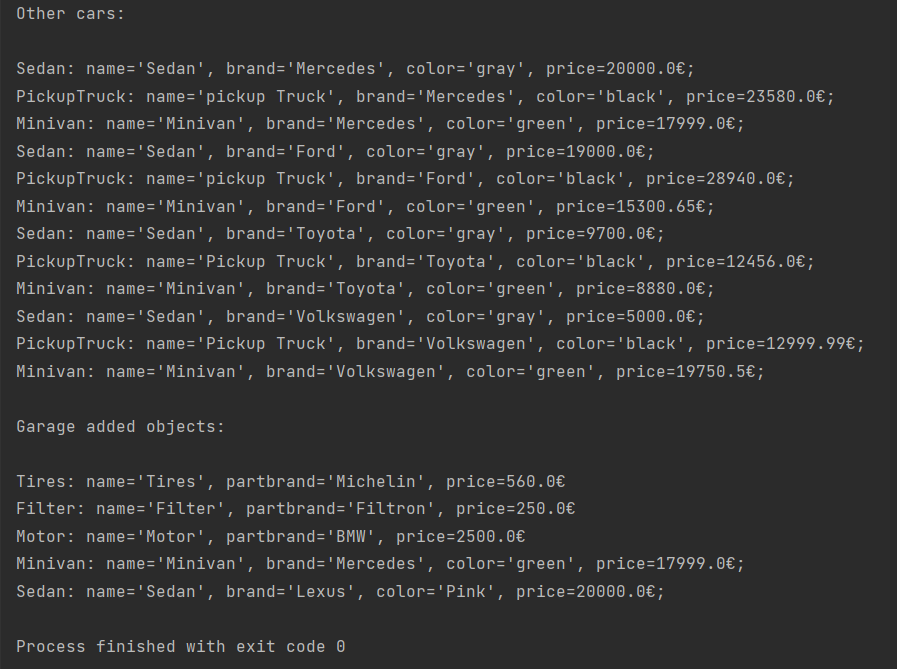 Other cars:
Sedan: name='Sedan', brand='Mercedes', color='gray', price=20000.0€;
PickupTruck: name='pickup Truck', brand='Mercedes', color='black', price=23580.0€;
Minivan: name='Minivan', brand='Mercedes', color='green', price=17999.0€;
Sedan: name='Sedan', brand='Ford', color='gray', price=19000.0€;
PickupTruck: name='pickup Truck', brand='Ford', color='black', price=28940.0€;
Minivan: name='Minivan', brand='Ford', color='green', price=15300.65€;
Sedan: name='Sedan', brand='Toyota', color='gray', price=9700.0€;
PickupTruck: name='Pickup Truck', brand='Toyota', color='black', price=12456.0€;
Minivan: name='Minivan', brand='Toyota', color='green', price=8880.0€;
Sedan: name='Sedan', brand='Volkswagen', color='gray', price=5000.0€;
PickupTruck: name='Pickup Truck', brand='Volkswagen', color='black', price=12999.99€;
Minivan: name='Minivan', brand='Volkswagen', color='green', price=19750.5€;
Garage added objects:
Tires: name='Tires', partbrand='Michelin', price=560.0€
Filter: name='Filter', partbrand='Filtron', price=250.0€
Motor: name='Motor', partbrand='BMW', price=2500.0€
Minivan: name='Minivan', brand='Mercedes', color='green', price=17999.0€;
Sedan: name='Sedan', brand='Lexus', color='Pink', price=20000.0€;
Process finished with exit code 0